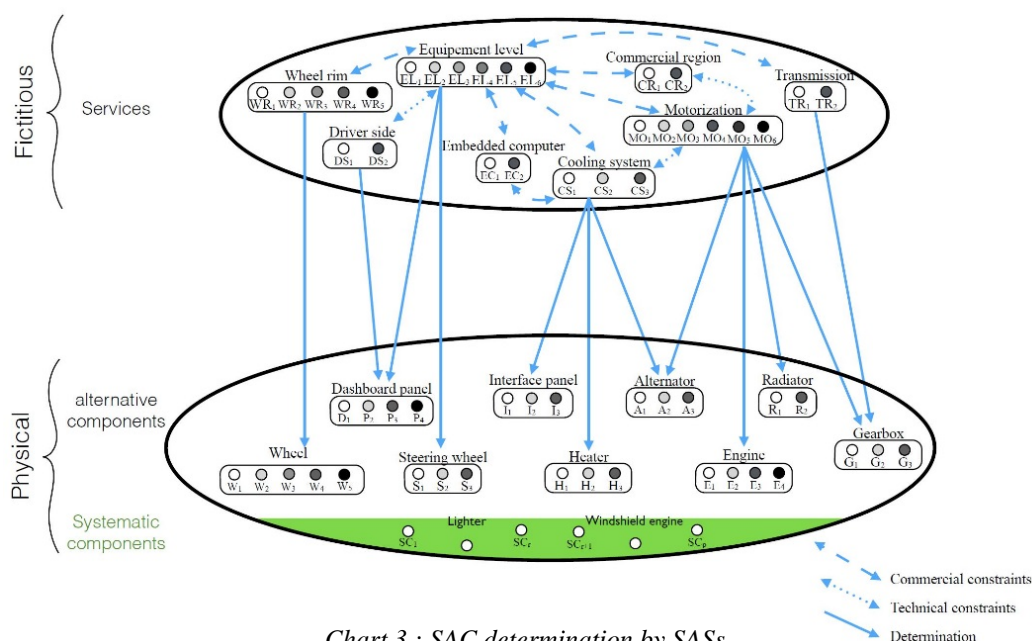 Fictitious
Services
Equipement level
EL1 EL2 EL3 EL4 EL5 EL6
Commercial region
CR1 CR2
Wheel rim
WR1 WR2 WR3 WR4 WR5
Transmission
TR1 TR2
Motorization
MO1 MO2 MO3 MO4 MO5 MO6
Driver side
DS1 DS2
Embedded computer
EC1 EC2
Cooling system
CS1 CS2 CS3
Physical
alternative
components
Dashboard panel
D1 P2 P3 P4
Interface panel
I1 I2 I3
Alternator
A1 A2 A3
Radiator
R1 R2
Gearbox
G1 G2 G3
Wheel
W1 W2 W3 W4 W5
Steering wheel
S1 S2 S3
Heater
H1 H2 H3
Engine
E1 E2 E3 E4
Systematic
components
Lighter
Windshield engine
SC1 SCr SCr+1 SCp
Commercial constraints
Technical constraints
Determination
Chart 3 : SAC determination by SASs